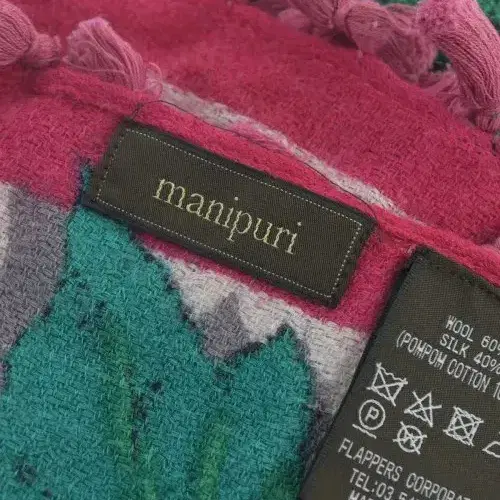 manipuri
WOOL 60%
SILK 40%
(POMPOM COTTON
P
FLAPPERS CORPORAT
TEL:03